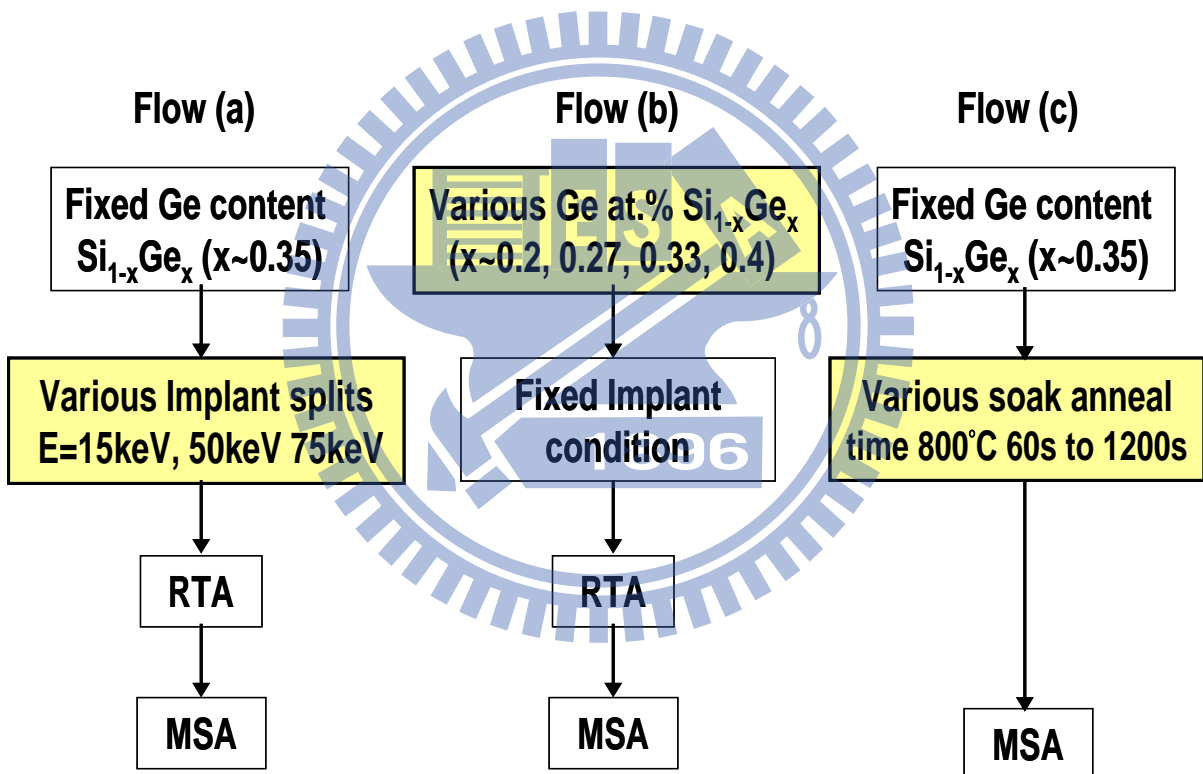 Flow (a)
Fixed Ge content
Si1-xGex (x~0.35)
Various Implant splits
E=15keV, 50keV 75keV
RTA
MSA
Flow (b)
Various Ge at.% Si1-xGex
(x~0.2, 0.27, 0.33, 0.4)
Fixed Implant
condition
RTA
MSA
Flow (c)
Fixed Ge content
Si1-xGex (x~0.35)
Various soak anneal
time 800°C 60s to 1200s
MSA
E S A
1896